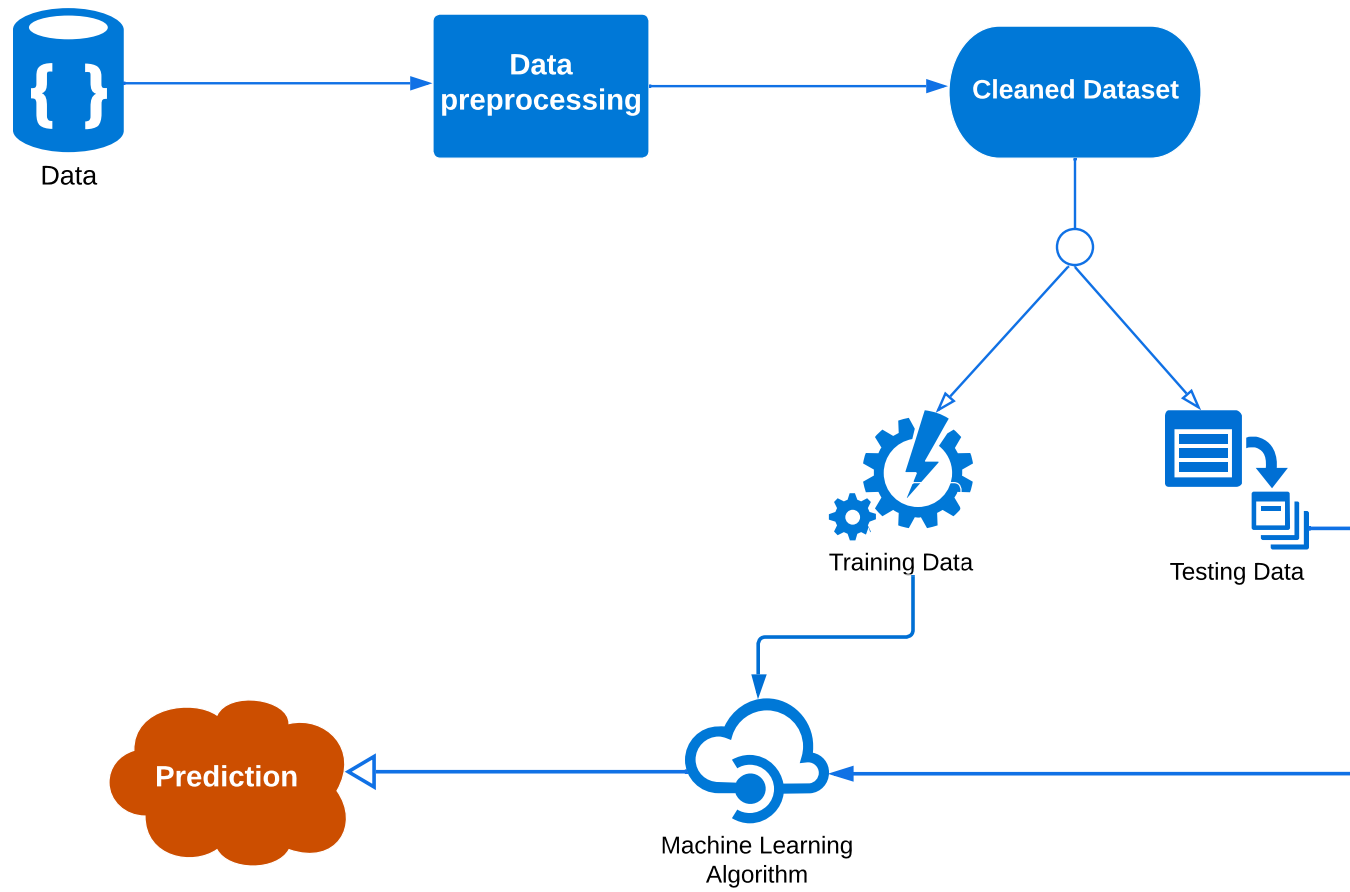 Data
preprocessing
Cleaned Dataset
Data
Training Data
Testing Data
Prediction
Machine Learning
Algorithm